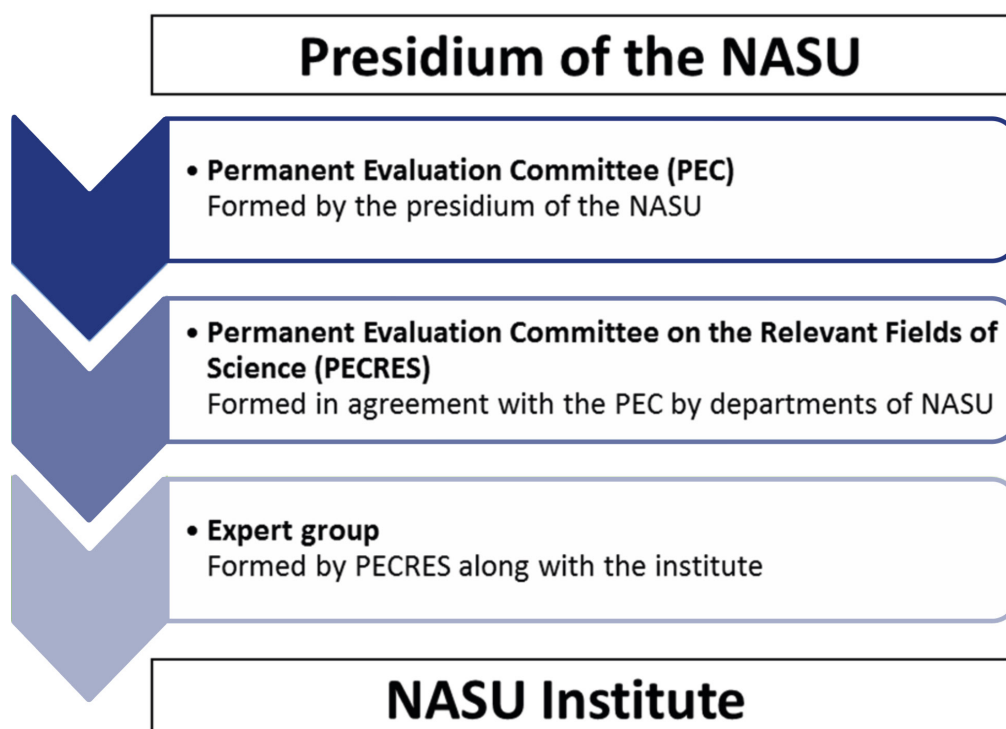 Presidium of the NASU
• Permanent Evaluation Committee (PEC)
Formed by the presidium of the NASU
• Permanent Evaluation Committee on the Relevant Fields of
Science (PECRES)
Formed in agreement with the PEC by departments of NASU
• Expert group
Formed by PECRES along with the institute
NASU Institute